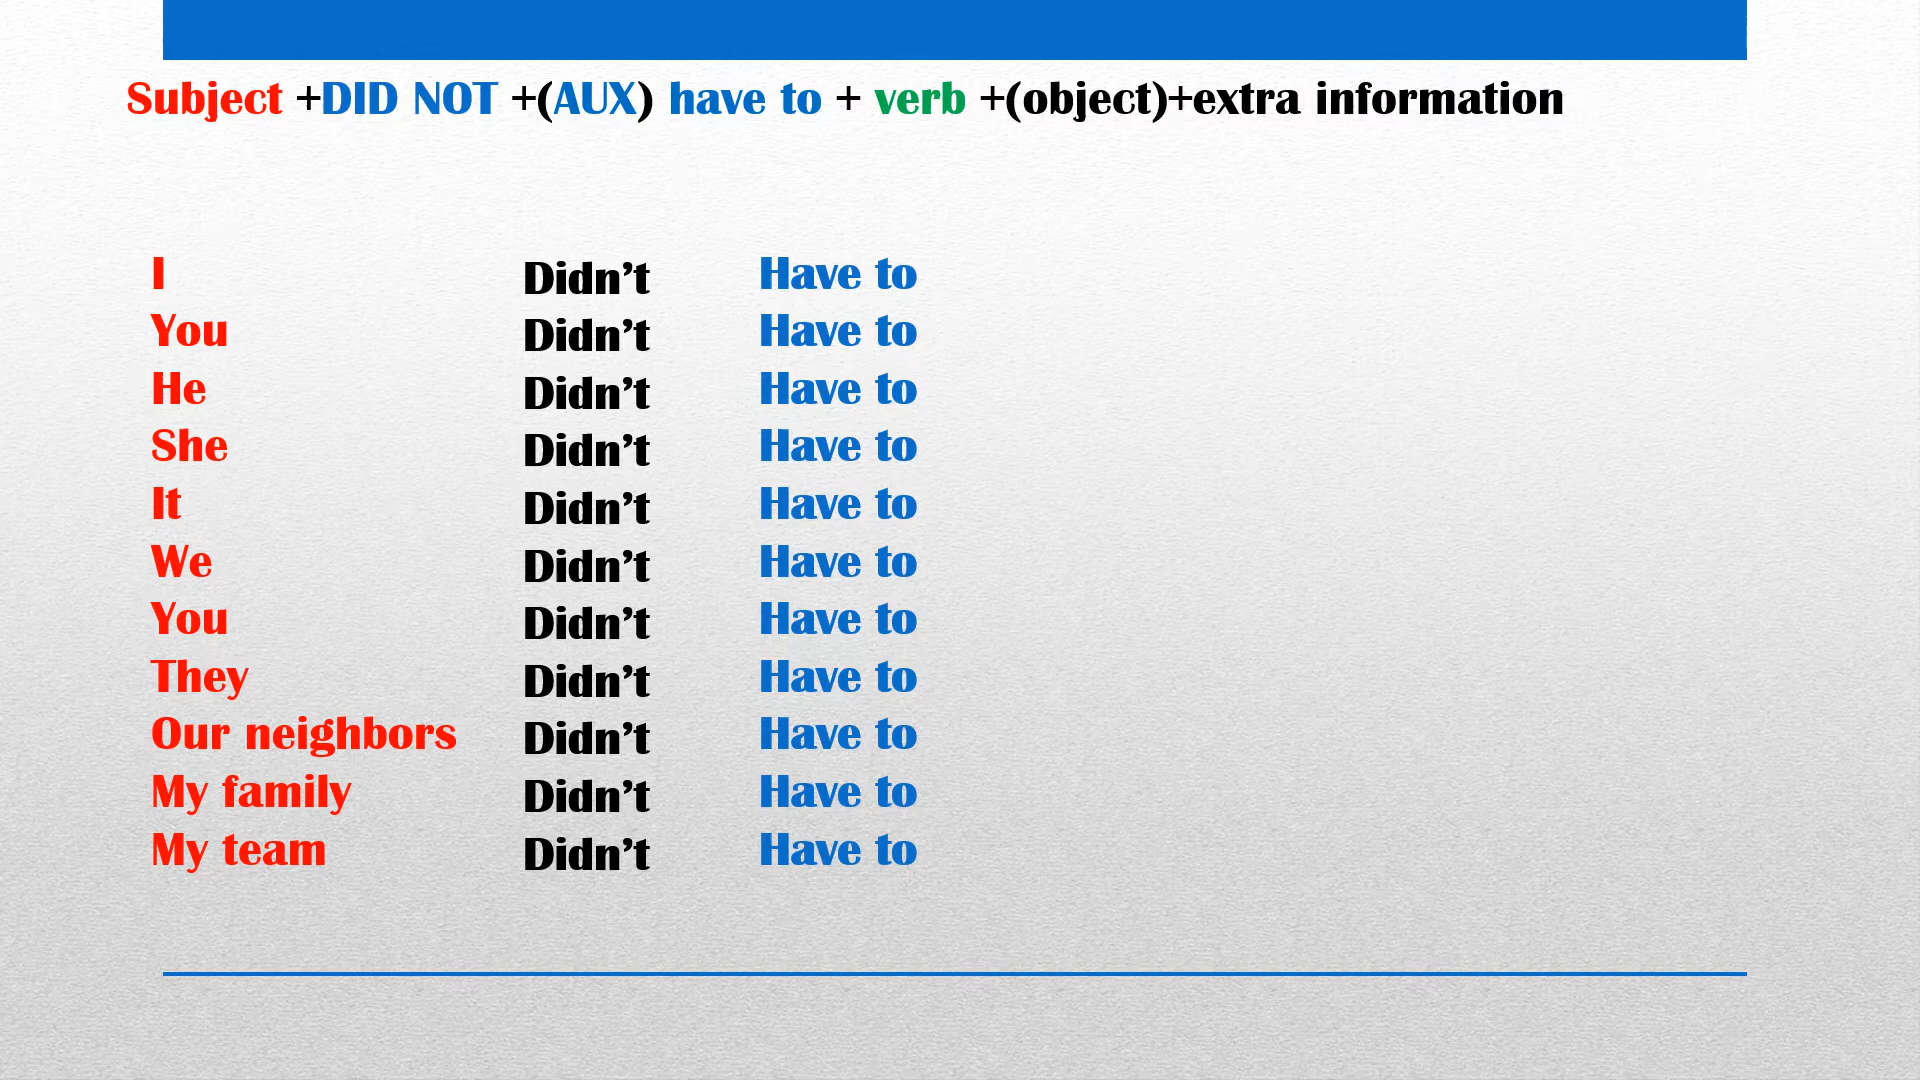 Subject +DID NOT +(AUX) have to + verb +(object)+extra information
I Didn’t Have to
You Didn’t Have to
He Didn’t Have to
She Didn’t Have to
It Didn’t Have to
We Didn’t Have to
You Didn’t Have to
They Didn’t Have to
Our neighbors Didn’t Have to
My family Didn’t Have to
My team Didn’t Have to